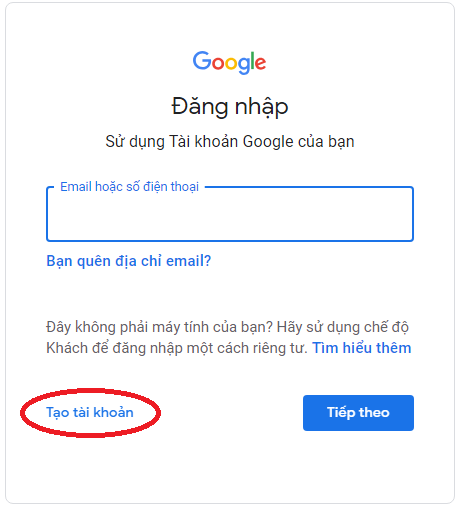 Google
Đăng nhập
Sử dụng Tài khoản Google của bạn
Email hoặc số điện thoại
Bạn quên địa chỉ email?
Đây không phải máy tính của bạn? Hãy sử dụng chế độ
Khách để đăng nhập một cách riêng tư. Tìm hiểu thêm
Tạo tài khoản
Tiếp theo